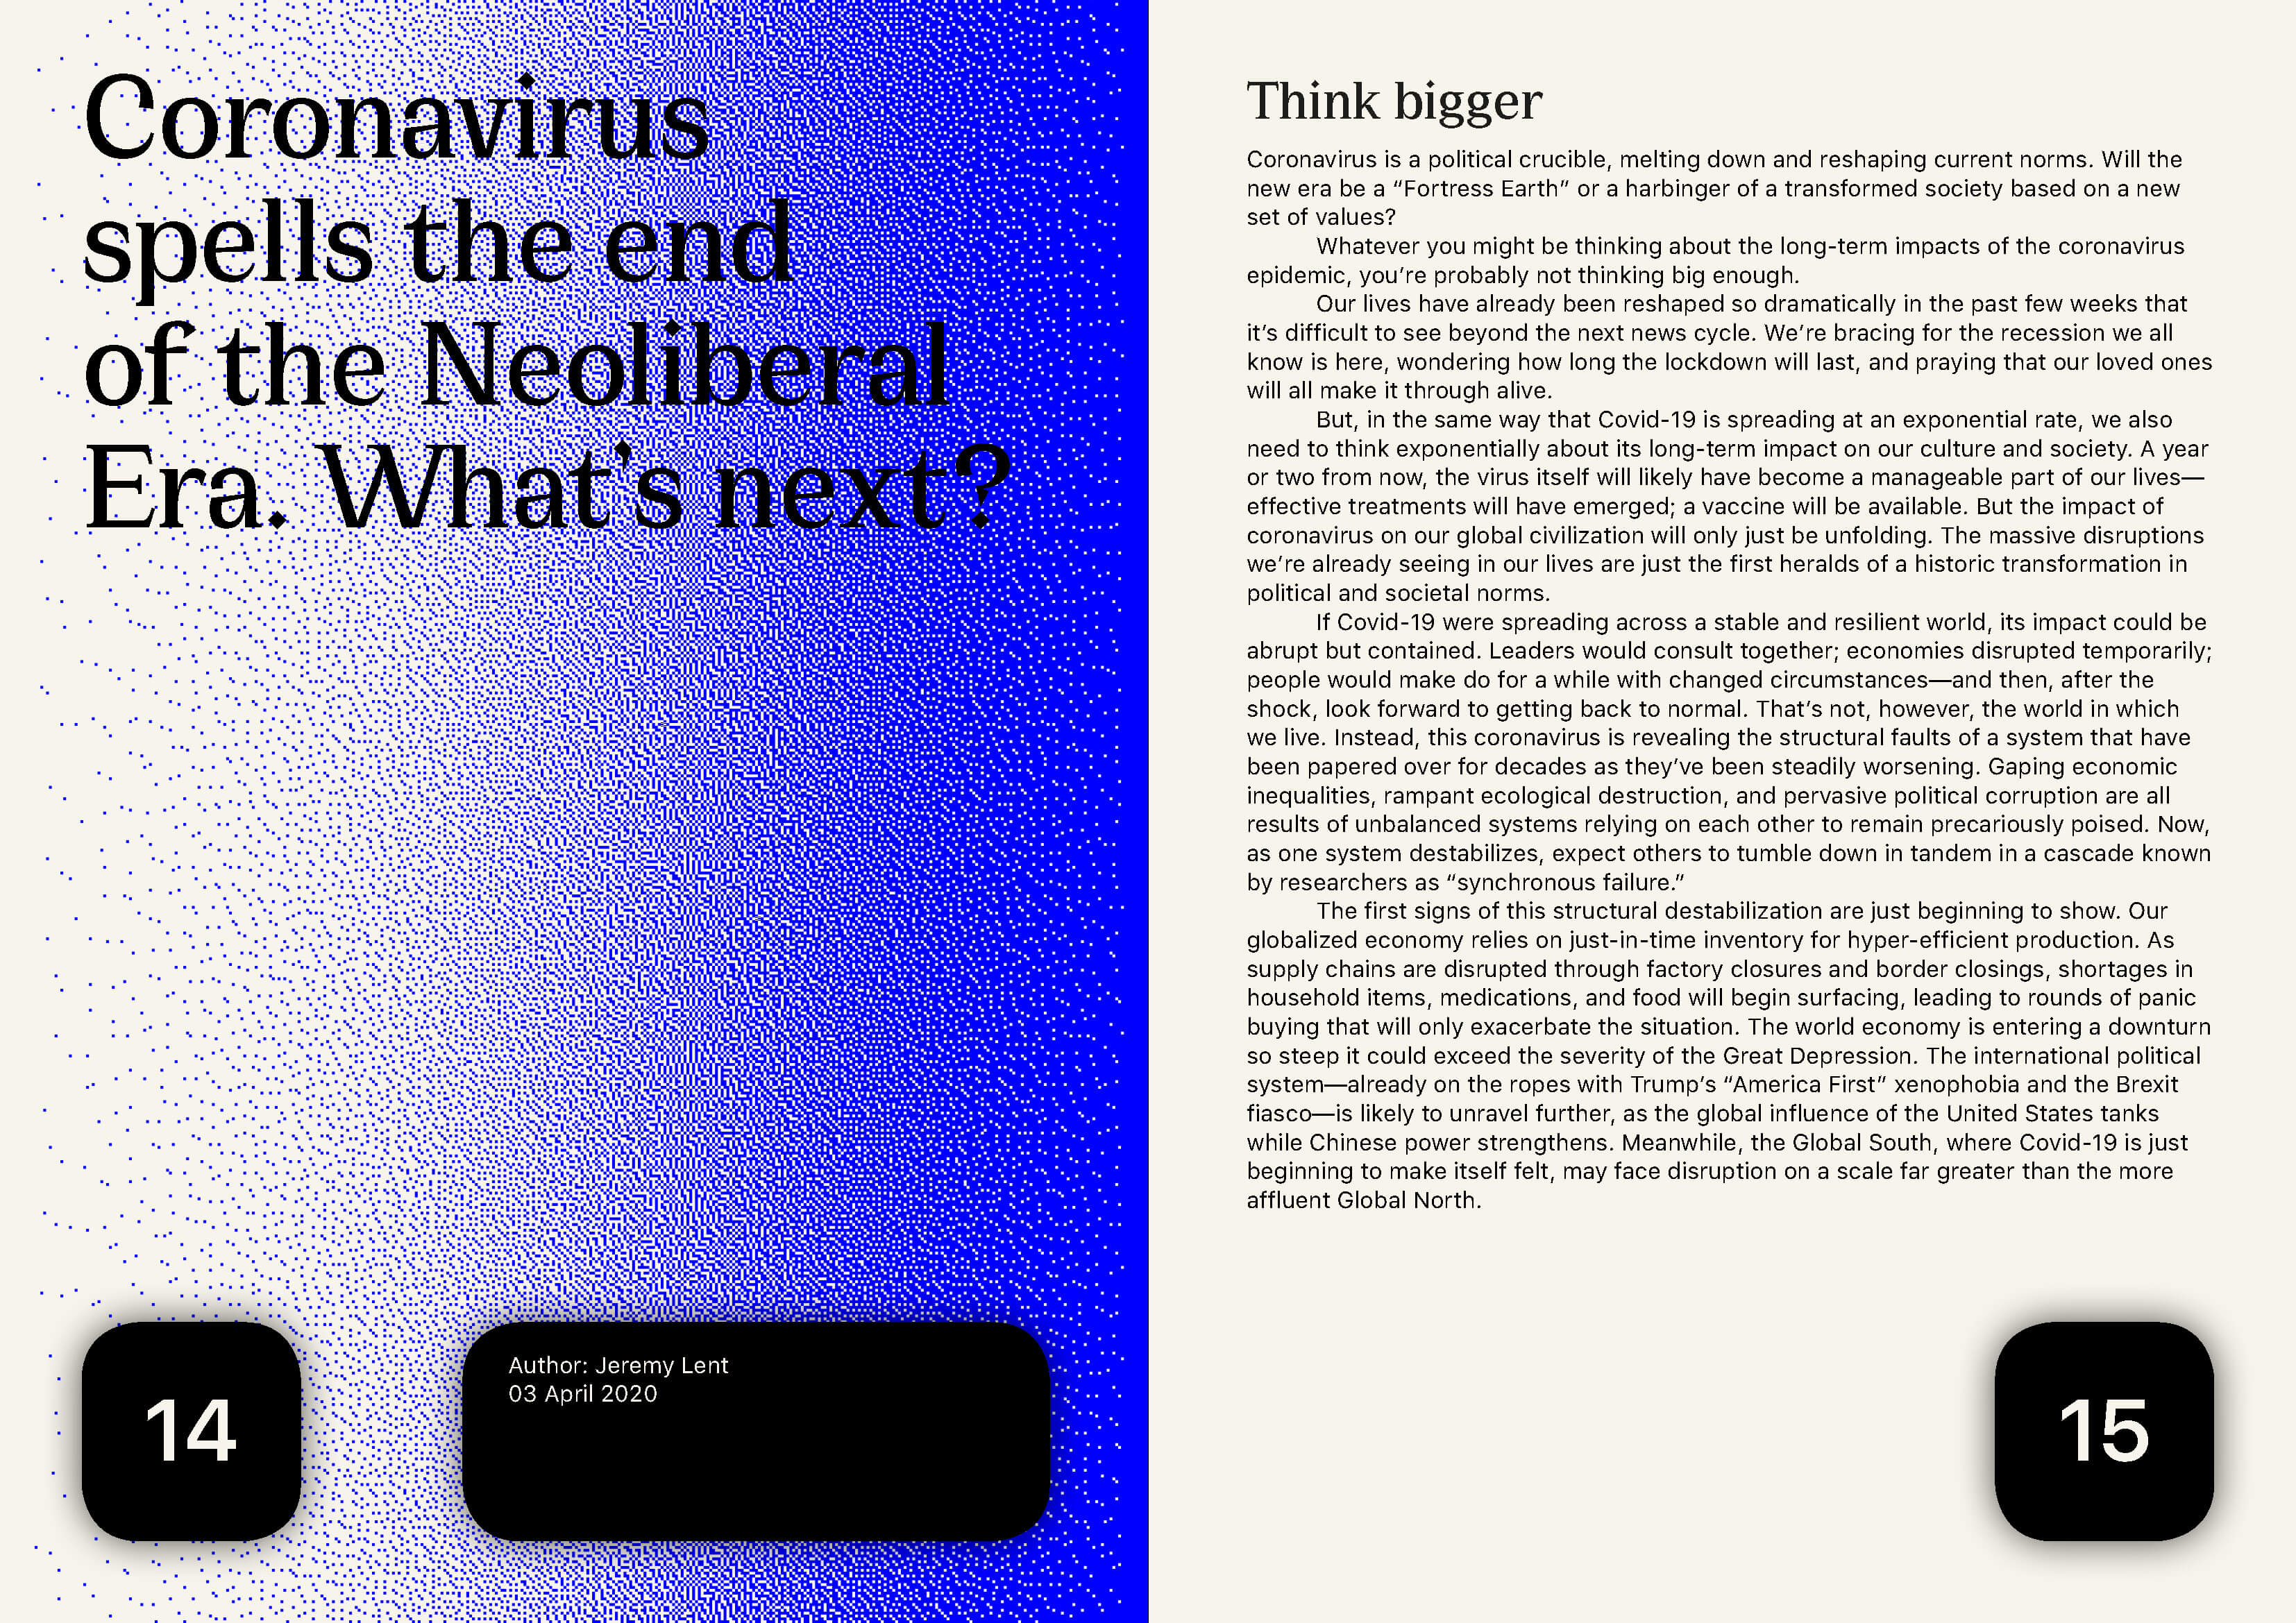 Coronavirus
spells the end
of the Neoliberal
Era. What's next?
14
Author: Jeremy Lent
03 April 2020
Think bigger
Coronavirus is a political crucible, melting down and reshaping current norms. Will the
new era be a “Fortress Earth” or a harbinger of a transformed society based on a new
set of values?
Whatever you might be thinking about the long-term impacts of the coronavirus
epidemic, you’re probably not thinking big enough.
Our lives have already been reshaped so dramatically in the past few weeks that
it’s difficult to see beyond the next news cycle. We’re bracing for the recession we all
know is here, wondering how long the lockdown will last, and praying that our loved ones
will all make it through alive.
But, in the same way that Covid-19 is spreading at an exponential rate, we also
need to think exponentially about its long-term impact on our culture and society. A year
or two from now, the virus itself will likely have become a manageable part of our lives—
effective treatments will have emerged; a vaccine will be available. But the impact of
coronavirus on our global civilization will only just be unfolding. The massive disruptions
we’re already seeing in our lives are just the first heralds of a historic transformation in
political and societal norms.
If Covid-19 were spreading across a stable and resilient world, its impact could be
abrupt but contained. Leaders would consult together; economies disrupted temporarily;
people would make do for a while with changed circumstances—and then, after the
shock, look forward to getting back to normal. That’s not, however, the world in which
we live. Instead, this coronavirus is revealing the structural faults of a system that have
been papered over for decades as they’ve been steadily worsening. Gaping economic
inequalities, rampant ecological destruction, and pervasive political corruption are all
results of unbalanced systems relying on each other to remain precariously poised. Now,
as one system destabilizes, expect others to tumble down in tandem in a cascade known
by researchers as “synchronous failure.”
The first signs of this structural destabilization are just beginning to show. Our
globalized economy relies on just-in-time inventory for hyper-efficient production. As
supply chains are disrupted through factory closures and border closings, shortages in
household items, medications, and food will begin surfacing, leading to rounds of panic
buying that will only exacerbate the situation. The world economy is entering a downturn
so steep it could exceed the severity of the Great Depression. The international political
system—already on the ropes with Trump’s “America First” xenophobia and the Brexit
fiasco—is likely to unravel further, as the global influence of the United States tanks
while Chinese power strengthens. Meanwhile, the Global South, where Covid-19 is just
beginning to make itself felt, may face disruption on a scale far greater than the more
affluent Global North.
15